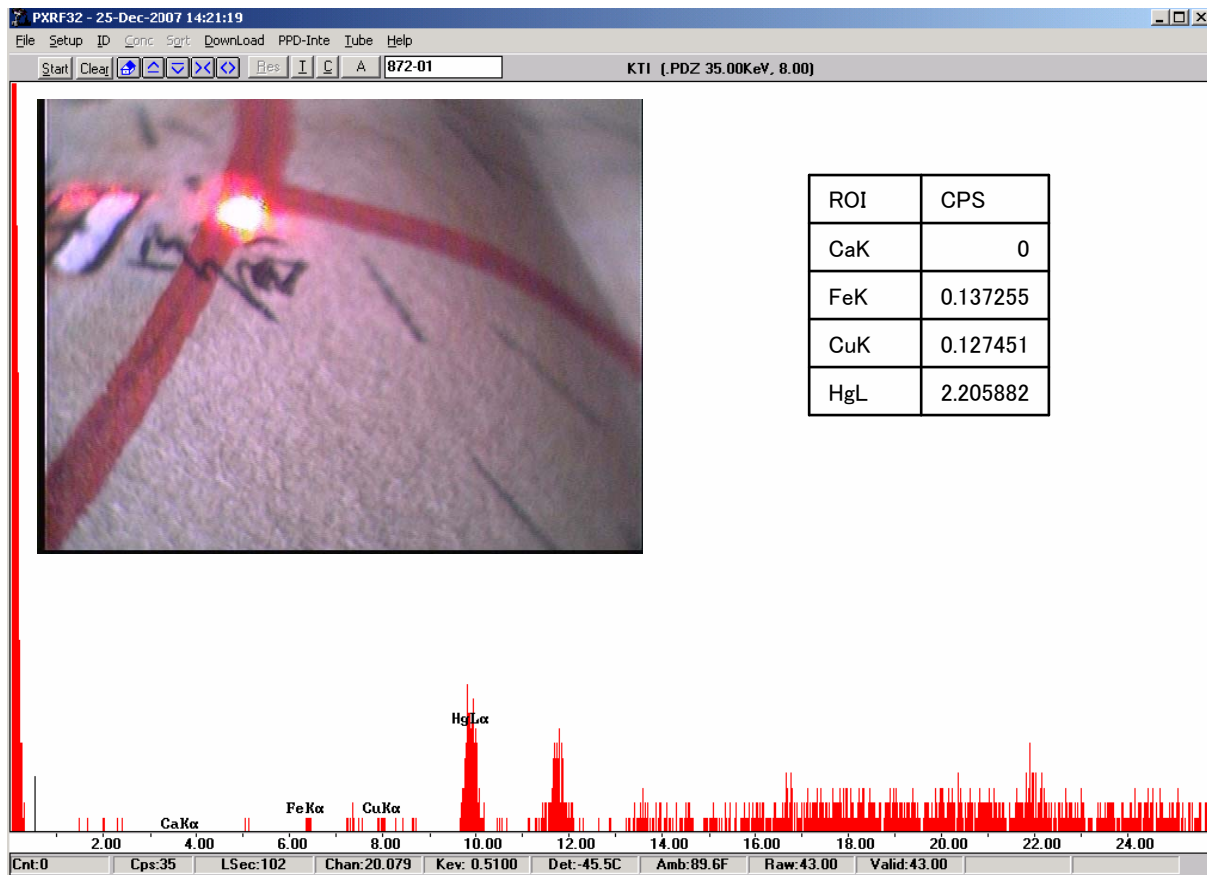 PXRF32 - 25-Dec-2007 14:21:19
File Setup ID Conc Sort DownLoad PPD-Inte Tube Help
Start Clear Res I C A 872-01 KTI (.PDZ 35.00KeV, 8.00)
ROI CPS
CaK 0
FeK 0.137255
CuK 0.127451
HgL 2.205882
HgLα
FeKα CuKα
CaKα
2.00 4.00 6.00 8.00 10.00 12.00 14.00 16.00 18.00 20.00 22.00 24.00
Cnt:0 Cps:35 LSec:102 Chan:20.079 Kev: 0.5100 Det:-45.5C Amb:89.6F Raw:43.00 Valid:43.00